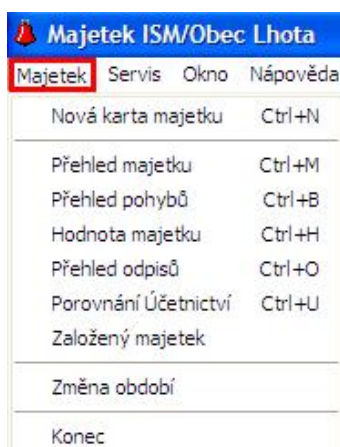 Majetek ISM/Obec Lhota
Majetek Servis Okno Nápověda
Nová karta majetku Ctrl+N
Přehled majetku Ctrl+M
Přehled pohybů Ctrl+B
Hodnota majetku Ctrl+H
Přehled odpisů Ctrl+O
Porovnání Účetnictví Ctrl+U
Založený majetek
Změna období
Konec